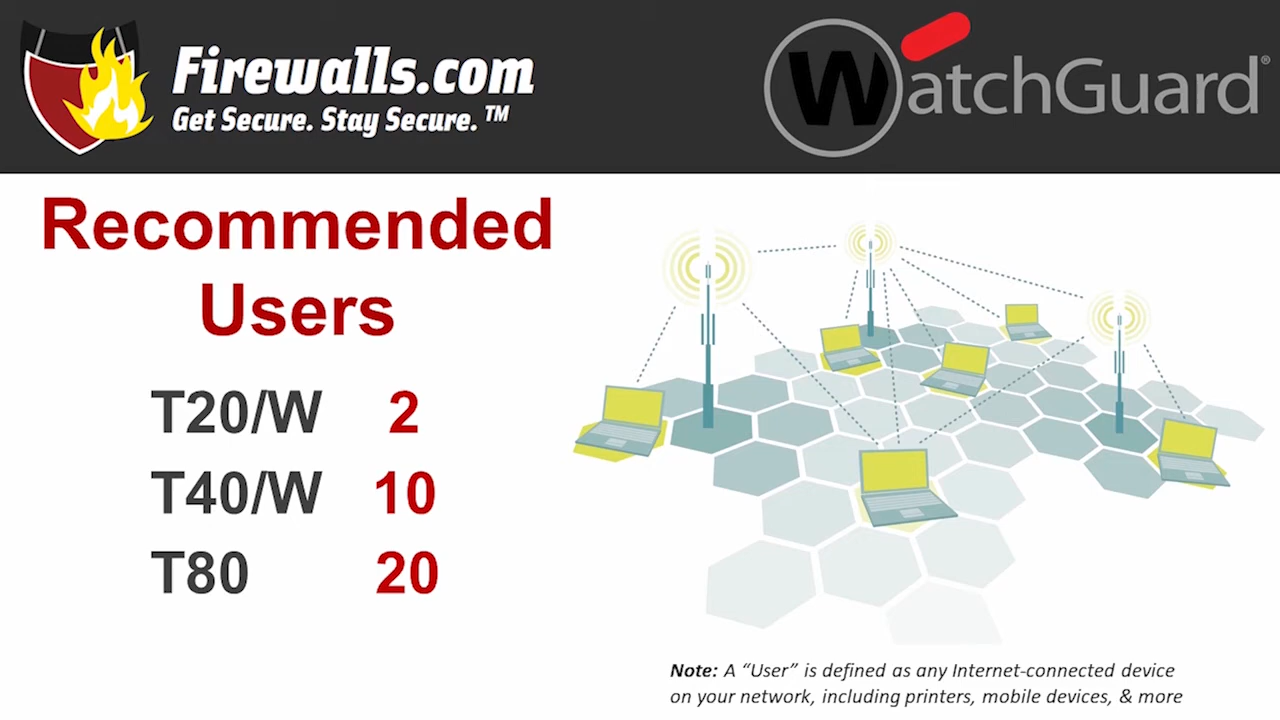 Firewalls.com
Get Secure. Stay Secure.™
WatchGuard®
Recommended
Users
T20/W 2
T40/W 10
T80 20
Note: A “User” is defined as any Internet-connected device
on your network, including printers, mobile devices, & more